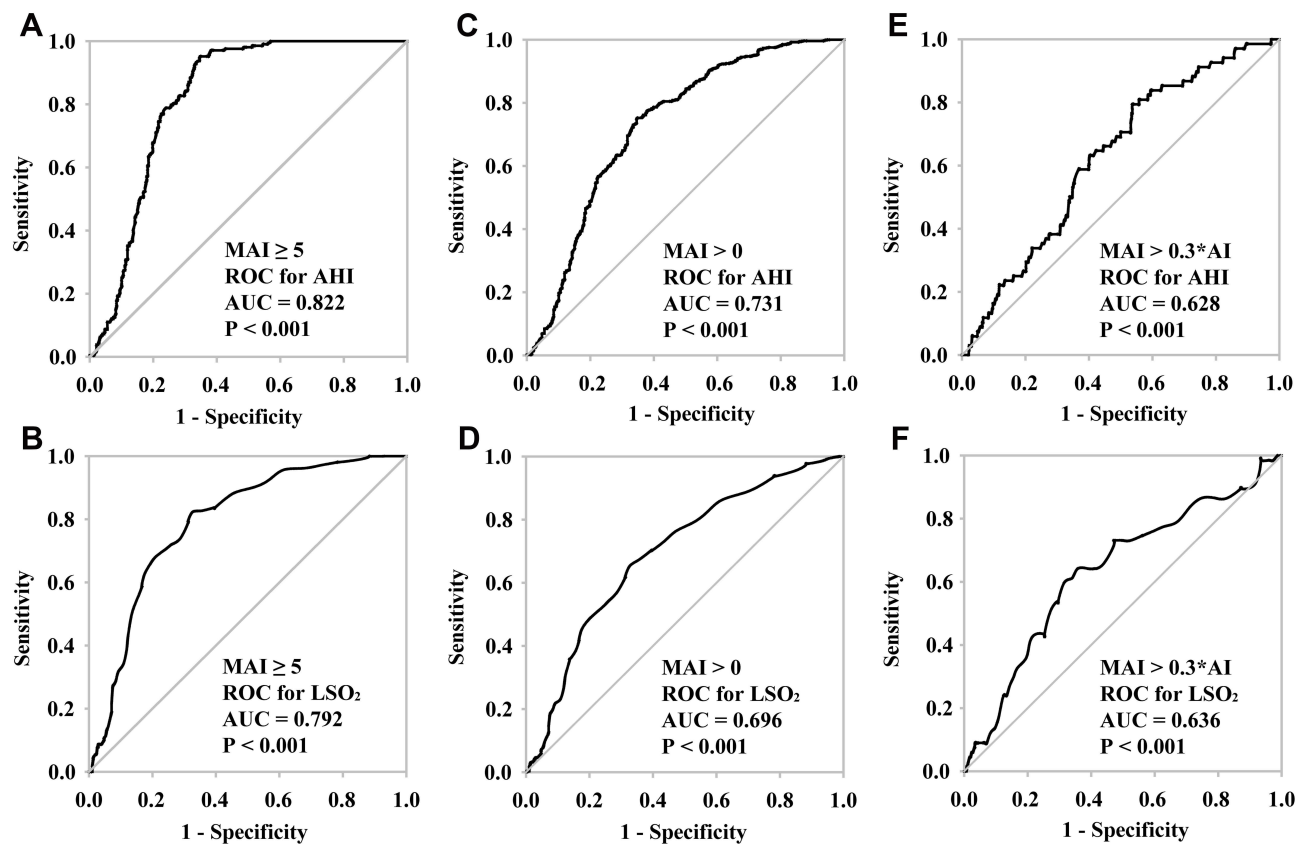 A
1.0
0.8
0.6
0.4
0.2
0.0
Sensitivity
MAI ≥ 5
ROC for AHI
AUC = 0.822
P < 0.001
0.0 0.2 0.4 0.6 0.8 1.0
1 - Specificity
C
1.0
0.8
0.6
0.4
0.2
0.0
Sensitivity
MAI > 0
ROC for AHI
AUC = 0.731
P < 0.001
0.0 0.2 0.4 0.6 0.8 1.0
1 - Specificity
E
1.0
0.8
0.6
0.4
0.2
0.0
Sensitivity
MAI > 0.3*AI
ROC for AHI
AUC = 0.628
P < 0.001
0.0 0.2 0.4 0.6 0.8 1.0
1 - Specificity
B
1.0
0.8
0.6
0.4
0.2
0.0
Sensitivity
MAI ≥ 5
ROC for LSO₂
AUC = 0.792
P < 0.001
0.0 0.2 0.4 0.6 0.8 1.0
1 - Specificity
D
1.0
0.8
0.6
0.4
0.2
0.0
Sensitivity
MAI > 0
ROC for LSO₂
AUC = 0.696
P < 0.001
0.0 0.2 0.4 0.6 0.8 1.0
1 - Specificity
F
1.0
0.8
0.6
0.4
0.2
0.0
Sensitivity
MAI > 0.3*AI
ROC for LSO₂
AUC = 0.636
P < 0.001
0.0 0.2 0.4 0.6 0.8 1.0
1 - Specificity